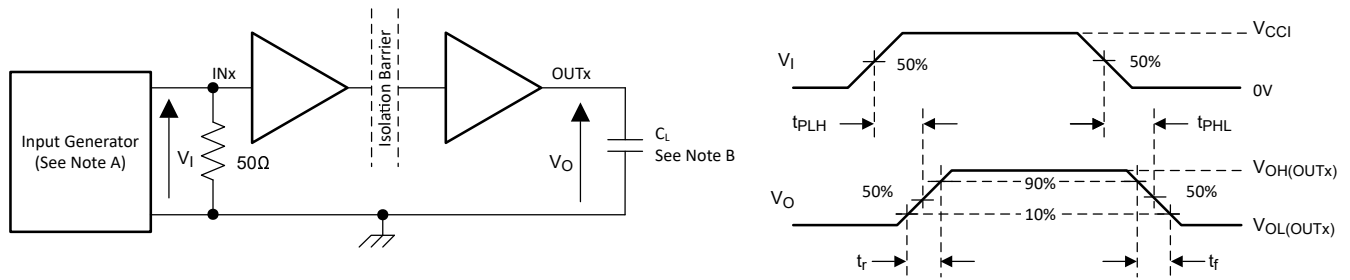 Input Generator
(See Note A)
V_I
INx
50Ω
Isolation Barrier
OUTx
V_O
C_L
See Note B
V_I
50%
50%
V_CCI
0V
t_PLH
t_PHL
V_O
50%
90%
10%
50%
V_OH(OUTx)
V_OL(OUTx)
t_r
t_f